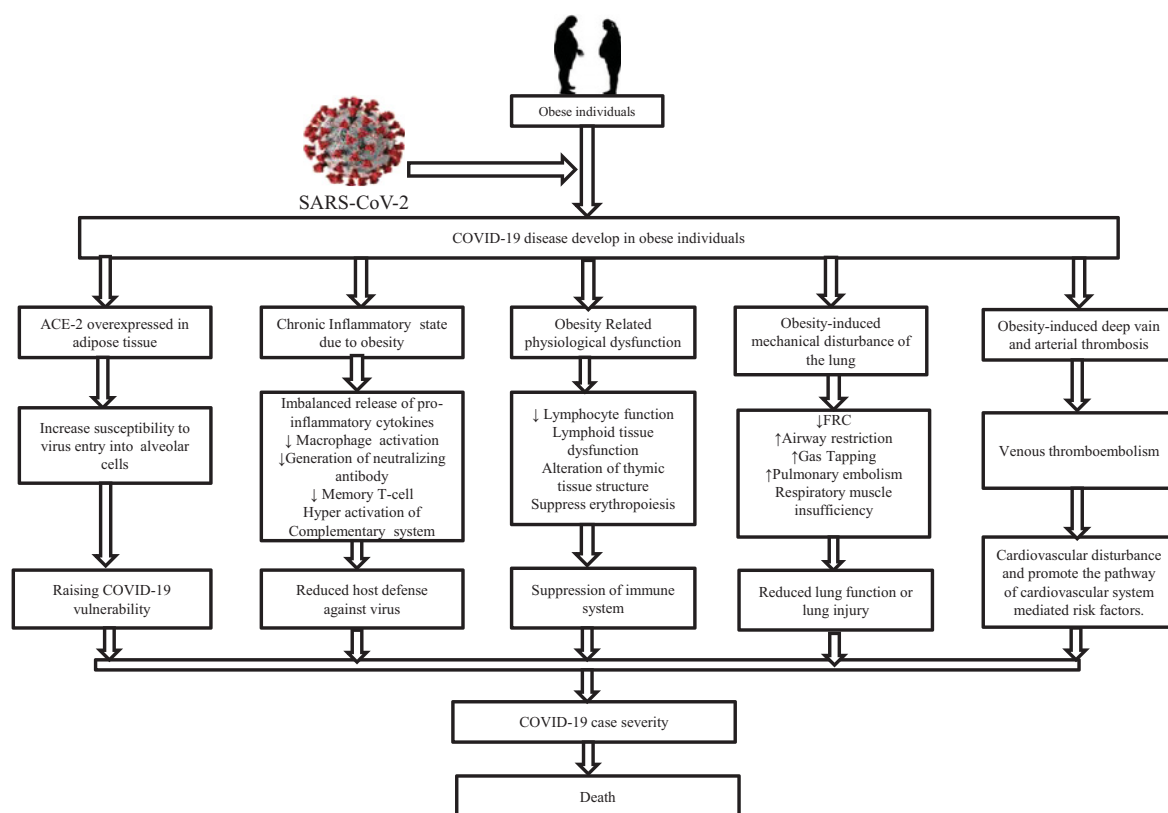 Obese individuals
SARS-CoV-2
COVID-19 disease develop in obese individuals
ACE-2 overexpressed in
adipose tissue
Increase susceptibility to
virus entry into alveolar
cells
Raising COVID-19
vulnerability
Chronic Inflammatory state
due to obesity
Imbalanced release of pro-
inflammatory cytokines
↓ Macrophage activation
↓Generation of neutralizing
antibody
↓ Memory T-cell
Hyper activation of
Complementary system
Reduced host defense
against virus
Obesity Related
physiological dysfunction
↓ Lymphocyte function
Lymphoid tissue
dysfunction
Alteration of thymic
tissue structure
Suppress erythropoiesis
Suppression of immune
system
Obesity-induced
mechanical disturbance of
the lung
↓FRC
↑Airway restriction
↑Gas Tapping
↑Pulmonary embolism
Respiratory muscle
insufficiency
Reduced lung function or
lung injury
Obesity-induced deep vain
and arterial thrombosis
Venous thromboembolism
Cardiovascular disturbance
and promote the pathway
of cardiovascular system
mediated risk factors.
COVID-19 case severity
Death